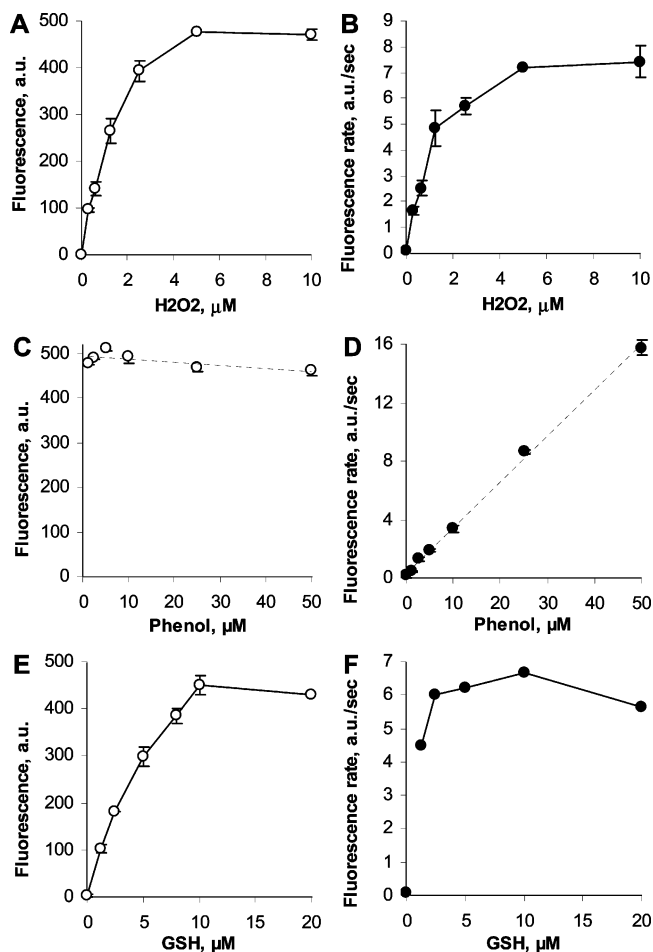 A
Fluorescence, a.u.
500
400
300
200
100
0
0 2 4 6 8 10
H2O2, µM
B
Fluorescence rate, a.u./sec
9
8
7
6
5
4
3
2
1
0
0 2 4 6 8 10
H2O2, µM
C
Fluorescence, a.u.
500
400
300
200
100
0
0 10 20 30 40 50
Phenol, µM
D
Fluorescence rate, a.u./sec
16
12
8
4
0
0 10 20 30 40 50
Phenol, µM
E
Fluorescence, a.u.
500
400
300
200
100
0
0 5 10 15 20
GSH, µM
F
Fluorescence rate, a.u./sec
7
6
5
4
3
2
1
0
0 5 10 15 20
GSH, µM